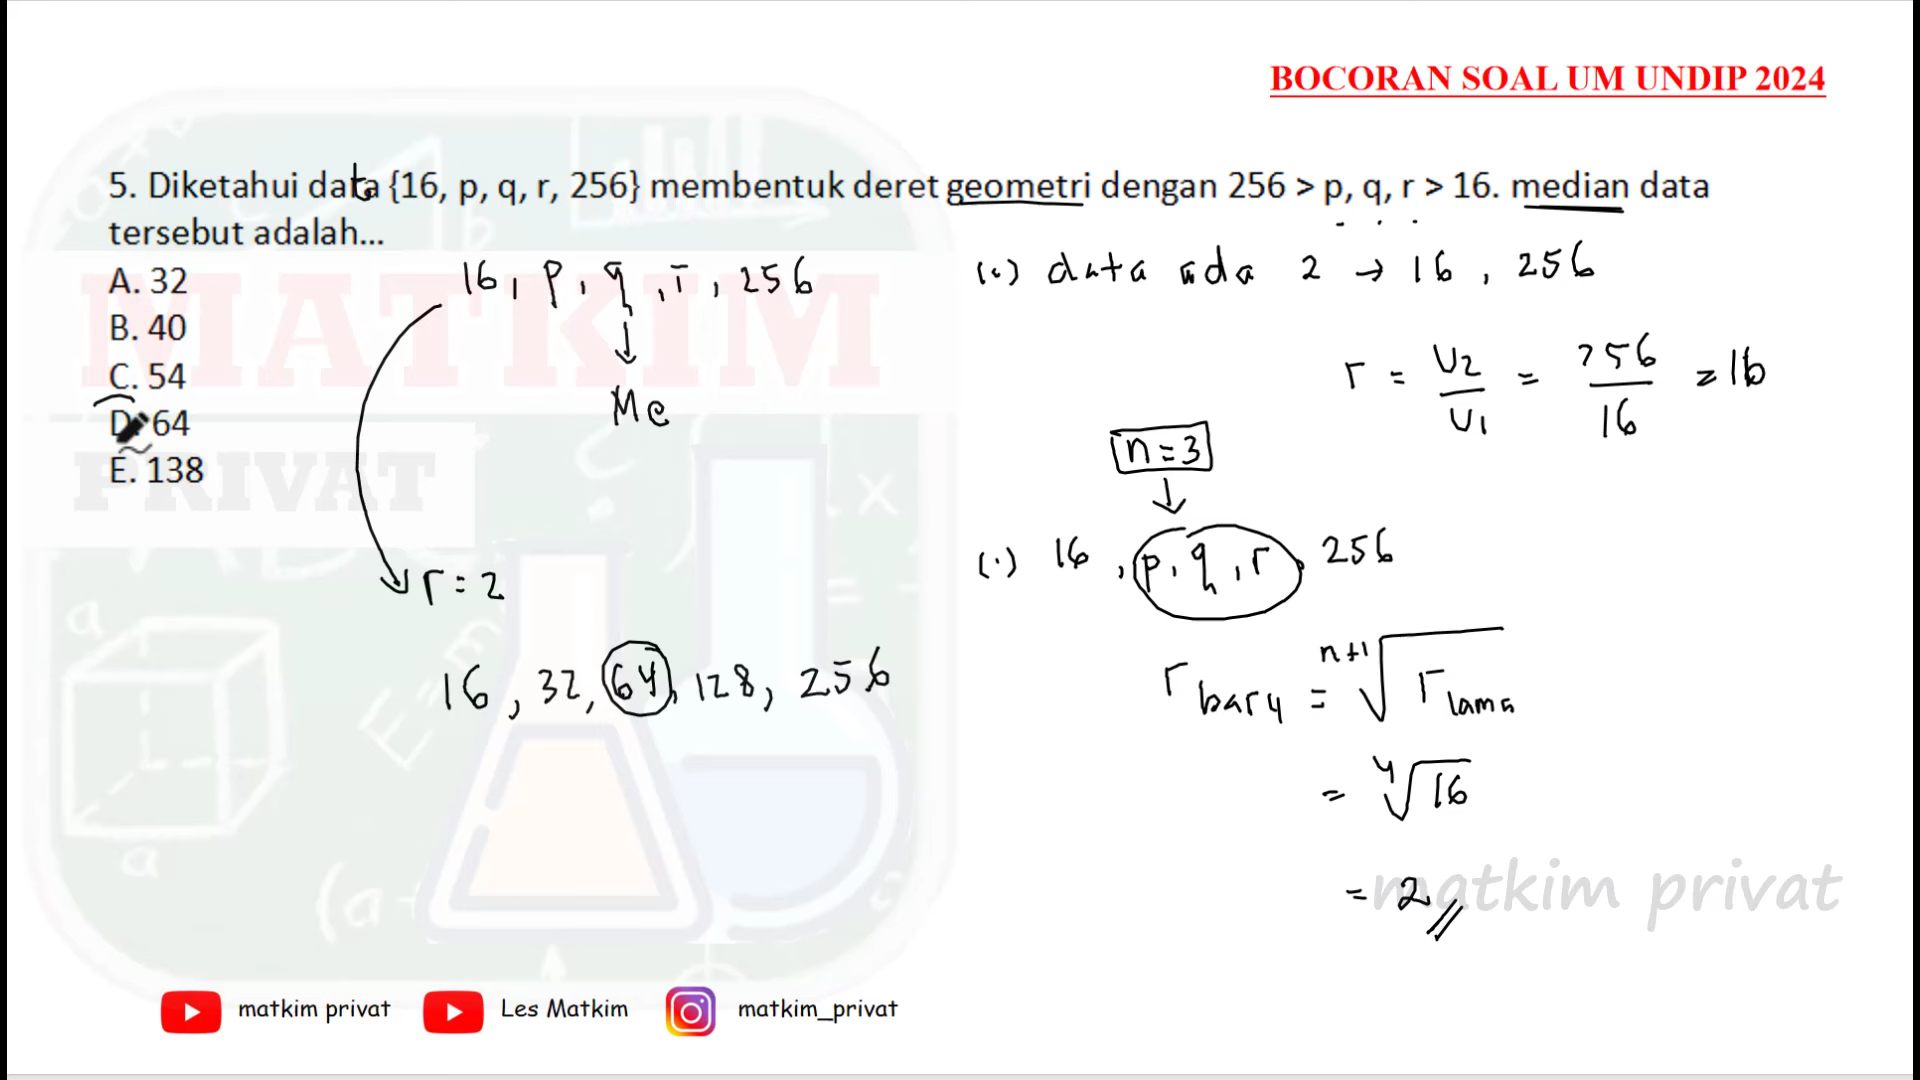 BOCORAN SOAL UM UNDIP 2024
5. Diketahui data {16, p, q, r, 256} membentuk deret geometri dengan 256 > p, q, r > 16. median data
tersebut adalah...
A. 32
B. 40
C. 54
D. 64
E. 138
16, p, q, r, 256
Me
r = 2
16, 32, 64, 128, 256
(•) data ada 2 → 16, 256
r = U2/U1 = 256/16 = 16
n = 3
(•) 16, p, q, r, 256
r baru = n+1√r lama
= 4√16
= 2
MATKIM
PRIVAT
matkim privat
matkim privat
Les Matkim
matkim_privat